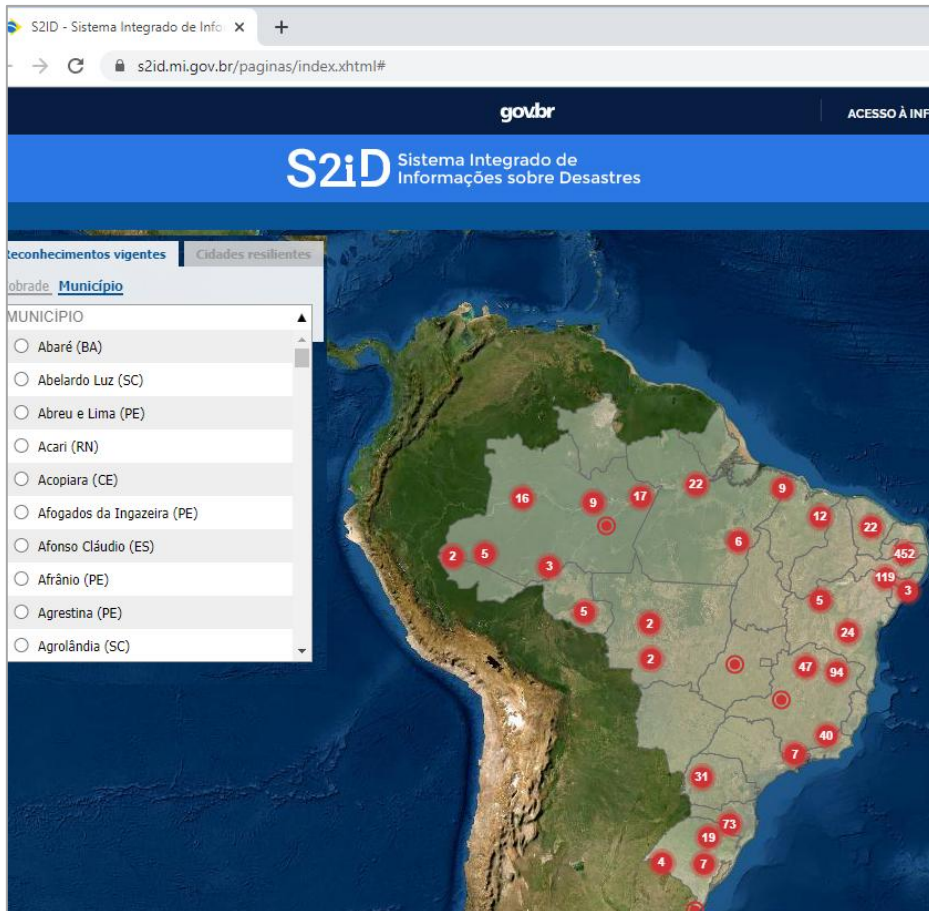 S2ID - Sistema Integrado de Info
s2id.mi.gov.br/paginas/index.xhtml#
gov.br
ACESSO À INF
S2iD Sistema Integrado de
Informações sobre Desastres
Reconhecimentos vigentes Cidades resilientes
obrade Município
MUNICÍPIO
Abaré (BA)
Abelardo Luz (SC)
Abreu e Lima (PE)
Acari (RN)
Acopiara (CE)
Afogados da Ingazeira (PE)
Afonso Cláudio (ES)
Afrânio (PE)
Agrestina (PE)
Agrolândia (SC)
22
9
16
9
17
12
22
6
452
2
5
3
119
3
5
5
2
24
2
47
94
40
7
31
73
19
4
7